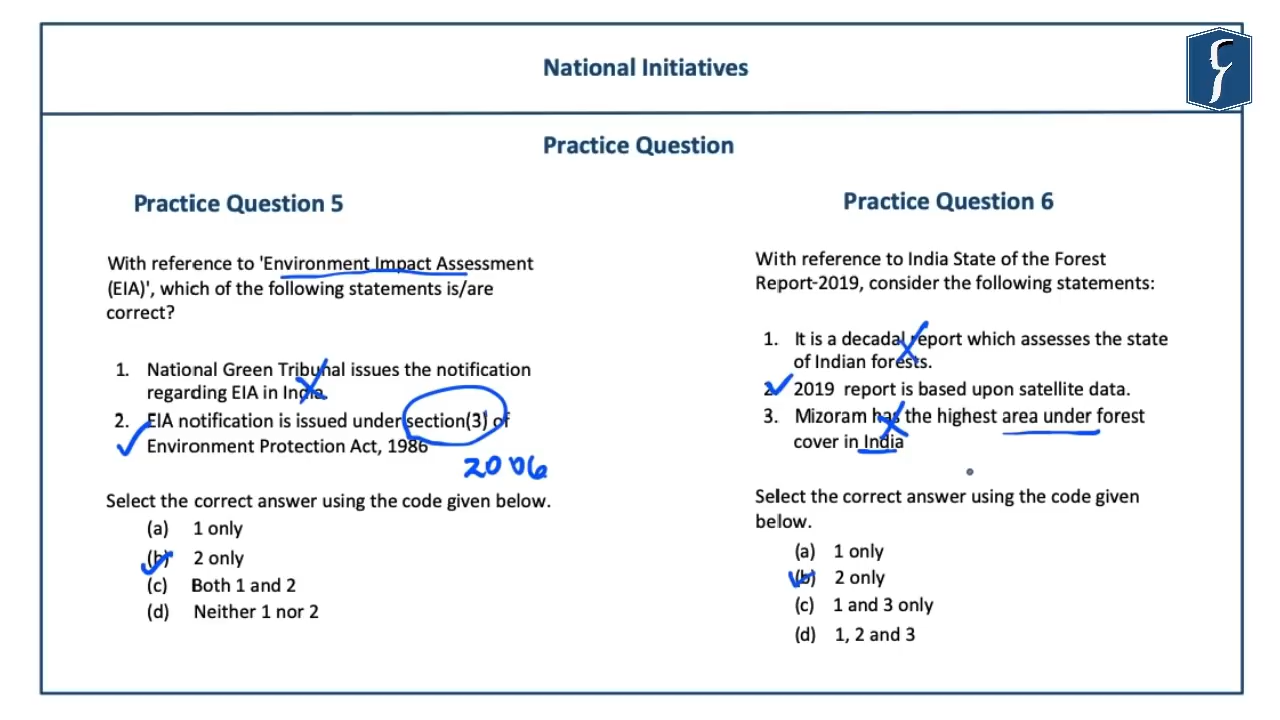 National Initiatives
Practice Question
Practice Question 5
With reference to 'Environment Impact Assessment
(EIA)', which of the following statements is/are
correct?
1. National Green Tribunal issues the notification
regarding EIA in India.
2. EIA notification is issued under section(3) of
Environment Protection Act, 1986
2006
Select the correct answer using the code given below.
(a) 1 only
(b) 2 only
(c) Both 1 and 2
(d) Neither 1 nor 2
Practice Question 6
With reference to India State of the Forest
Report-2019, consider the following statements:
1. It is a decadal report which assesses the state
of Indian forests.
2. 2019 report is based upon satellite data.
3. Mizoram has the highest area under forest
cover in India
Select the correct answer using the code given
below.
(a) 1 only
(b) 2 only
(c) 1 and 3 only
(d) 1, 2 and 3